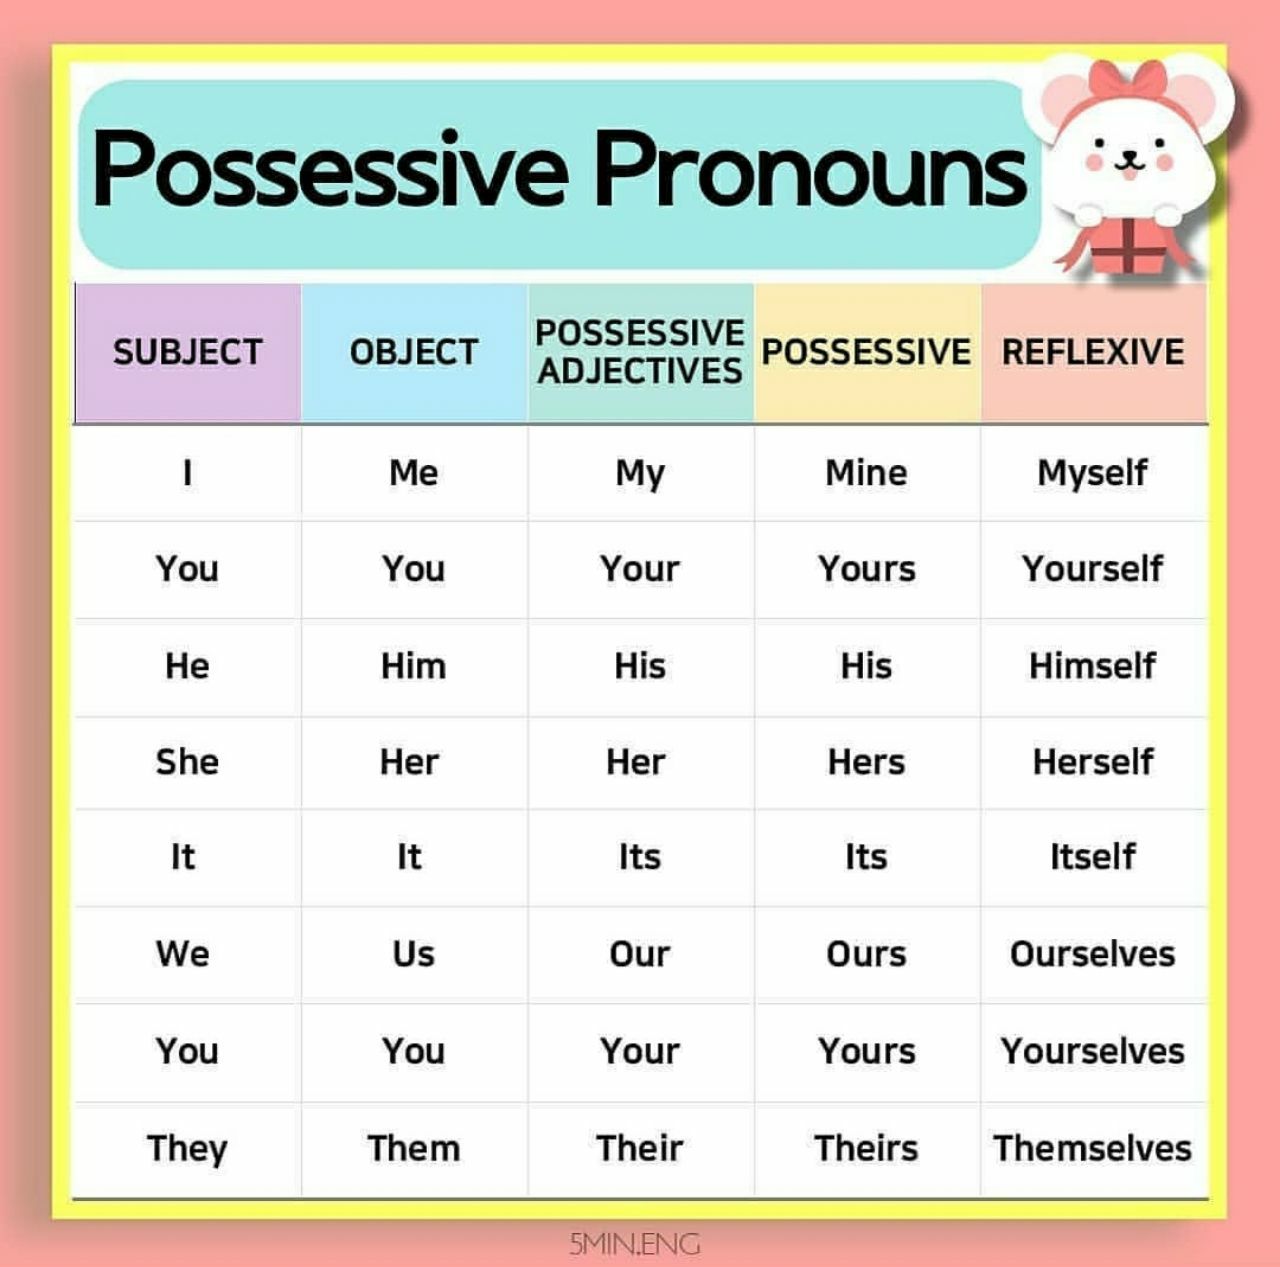 Possessive Pronouns
SUBJECT OBJECT POSSESSIVE ADJECTIVES POSSESSIVE REFLEXIVE
I Me My Mine Myself
You You Your Yours Yourself
He Him His His Himself
She Her Her Hers Herself
It It Its Its Itself
We Us Our Ours Ourselves
You You Your Yours Yourselves
They Them Their Theirs Themselves
5MIN.ENG